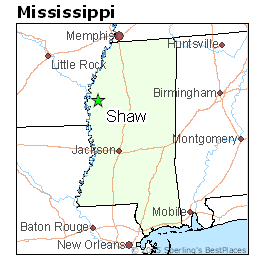 Mississippi
Memphis
Huntsville
Little Rock
Birmingham
Shaw
Montgomery
Jackson
Mobile
Baton Rouge
New Orleans
Sperling's BestPlaces